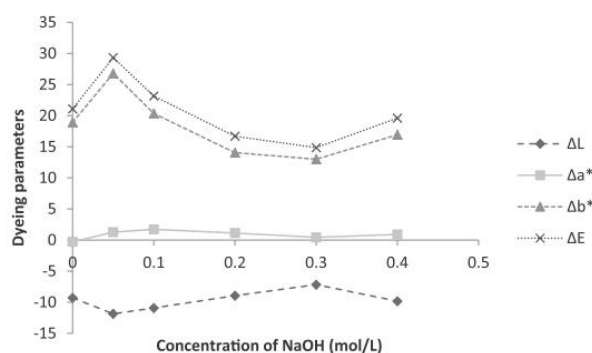 35
30
25
20
15
10
5
0
-5
-10
-15
0
0.1
0.2
0.3
0.4
0.5
Dyeing parameters
Concentration of NaOH (mol/L)
ΔL
Δa*
Δb*
ΔE